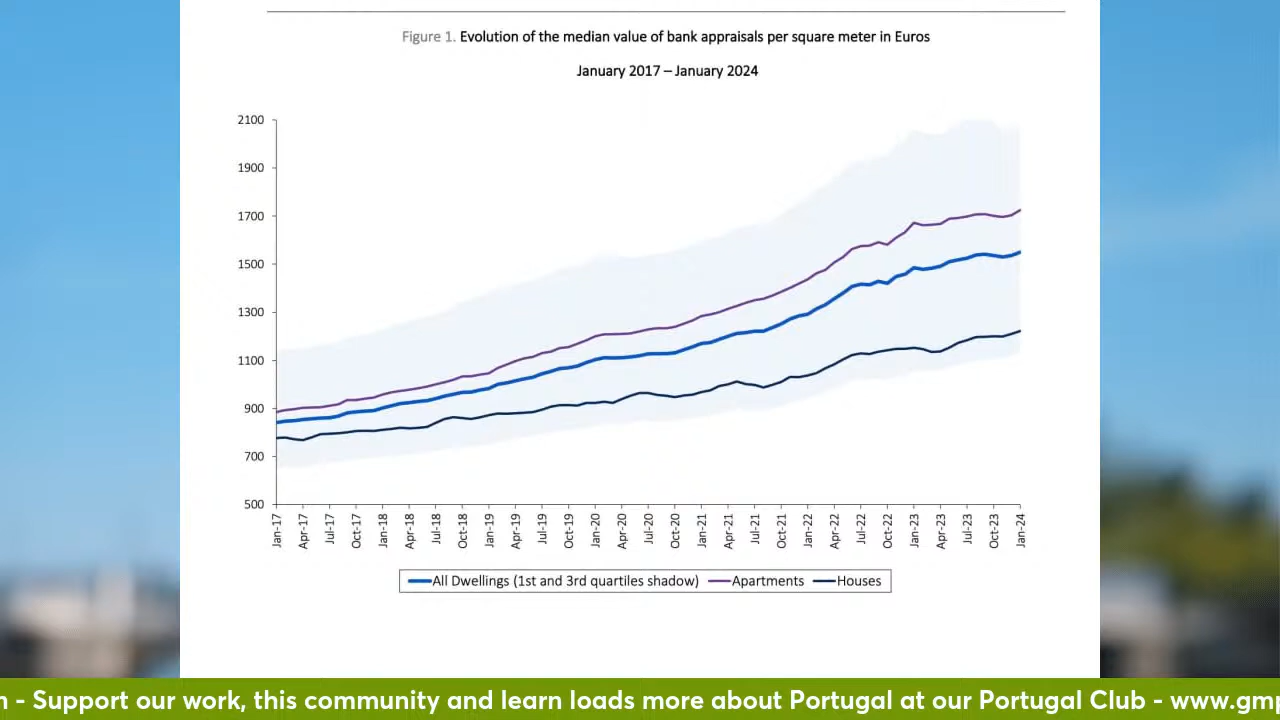 Figure 1. Evolution of the median value of bank appraisals per square meter in Euros
January 2017 – January 2024
2100
1900
1700
1500
1300
1100
900
700
500
Jan-17
Apr-17
Jul-17
Oct-17
Jan-18
Apr-18
Jul-18
Oct-18
Jan-19
Apr-19
Jul-19
Oct-19
Jan-20
Apr-20
Jul-20
Oct-20
Jan-21
Apr-21
Jul-21
Oct-21
Jan-22
Apr-22
Jul-22
Oct-22
Jan-23
Apr-23
Jul-23
Oct-23
Jan-24
All Dwellings (1st and 3rd quartiles shadow) Apartments Houses
- Support our work, this community and learn loads more about Portugal at our Portugal Club - www.gm